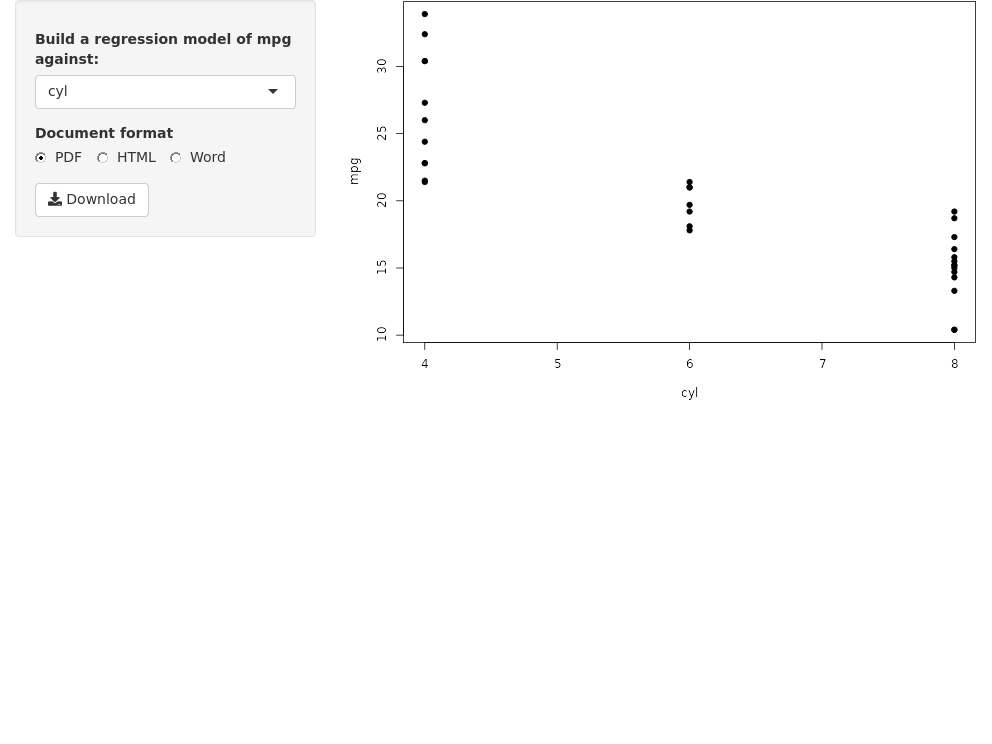 Build a regression model of mpg
against:
cyl
Document format
PDF HTML Word
Download
mpg
30
25
20
15
10
4 5 6 7 8
cyl